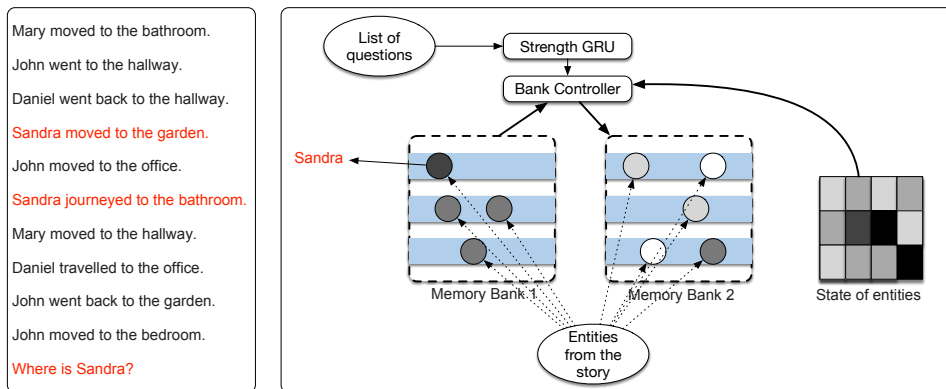 Mary moved to the bathroom.
John went to the hallway.
Daniel went back to the hallway.
Sandra moved to the garden.
John moved to the office.
Sandra journeyed to the bathroom.
Mary moved to the hallway.
Daniel travelled to the office.
John went back to the garden.
John moved to the bedroom.
Where is Sandra?
List of
questions
Strength GRU
Bank Controller
Sandra
Memory Bank 1
Memory Bank 2
State of entities
Entities
from the
story